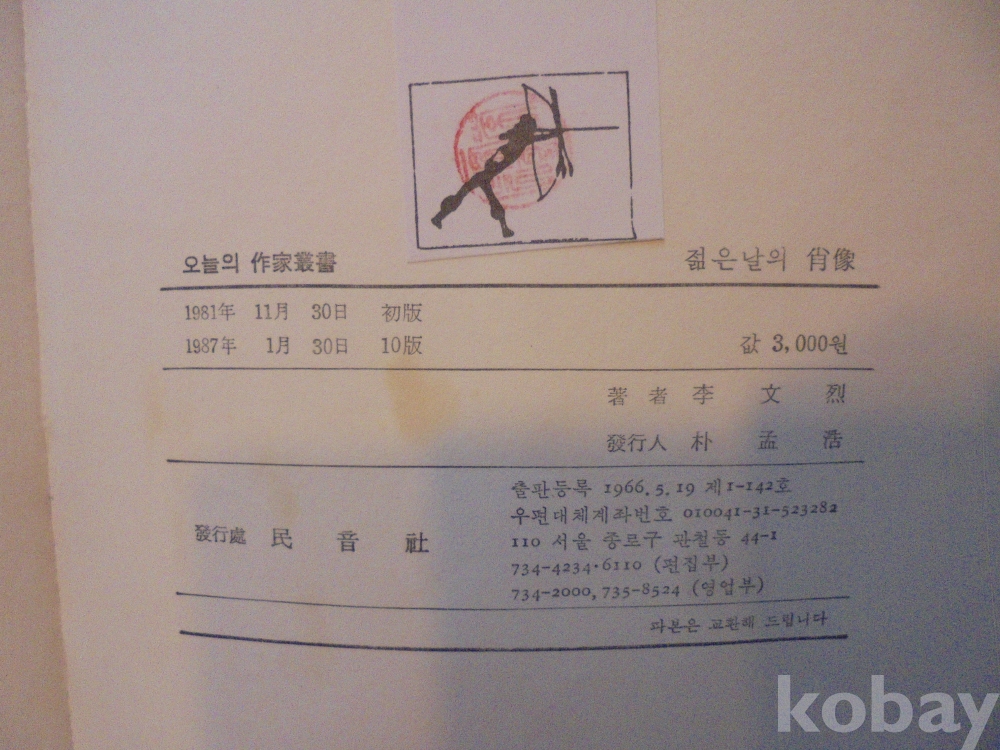 오늘의 作家叢書 젊은날의 肖像
1981年 11月 30日 初版
1987年 1月 30日 10版 값 3,000원
著者 李文烈
發行人 朴孟浩
發行處 民音社
출판등록 1966.5.19 제1-142호
우편대체계좌번호 010041-31-523282
110 서울 종로구 관철동 44-1
734-4234·6110 (편집부)
734-2000, 735-8524 (영업부)
파본은 교환해 드립니다
kobay